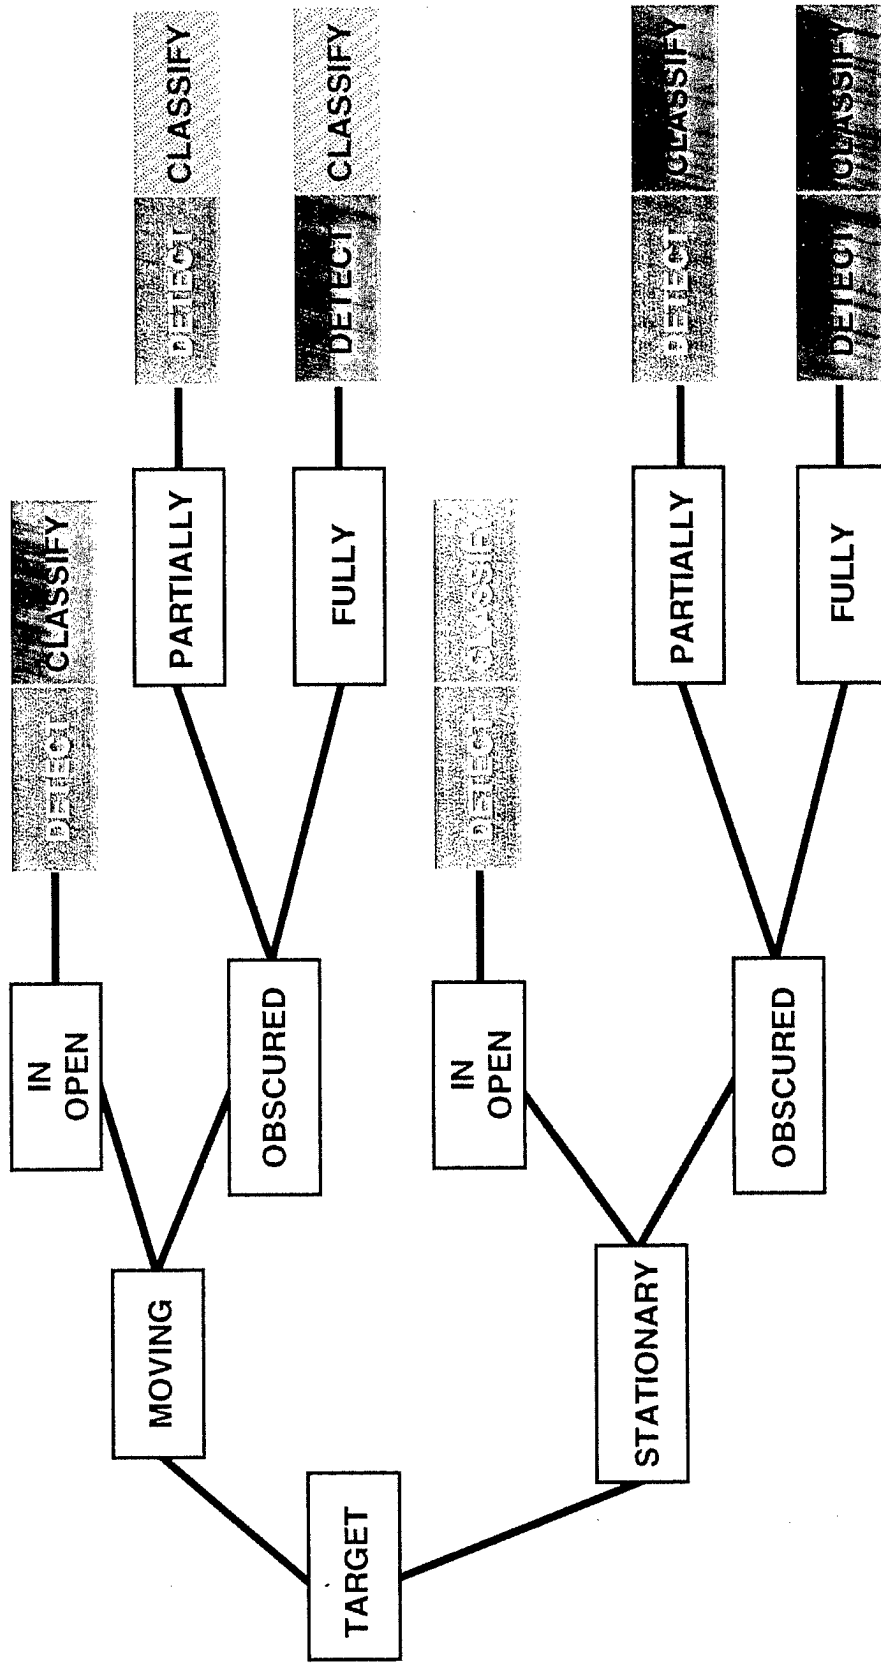 TARGET
MOVING
IN
OPEN
DETECT CLASSIFY
OBSCURED
PARTIALLY
DETECT CLASSIFY
FULLY
DETECT CLASSIFY
STATIONARY
IN
OPEN
DETECT CLASSIFY
OBSCURED
PARTIALLY
DETECT CLASSIFY
FULLY
DETECT CLASSIFY